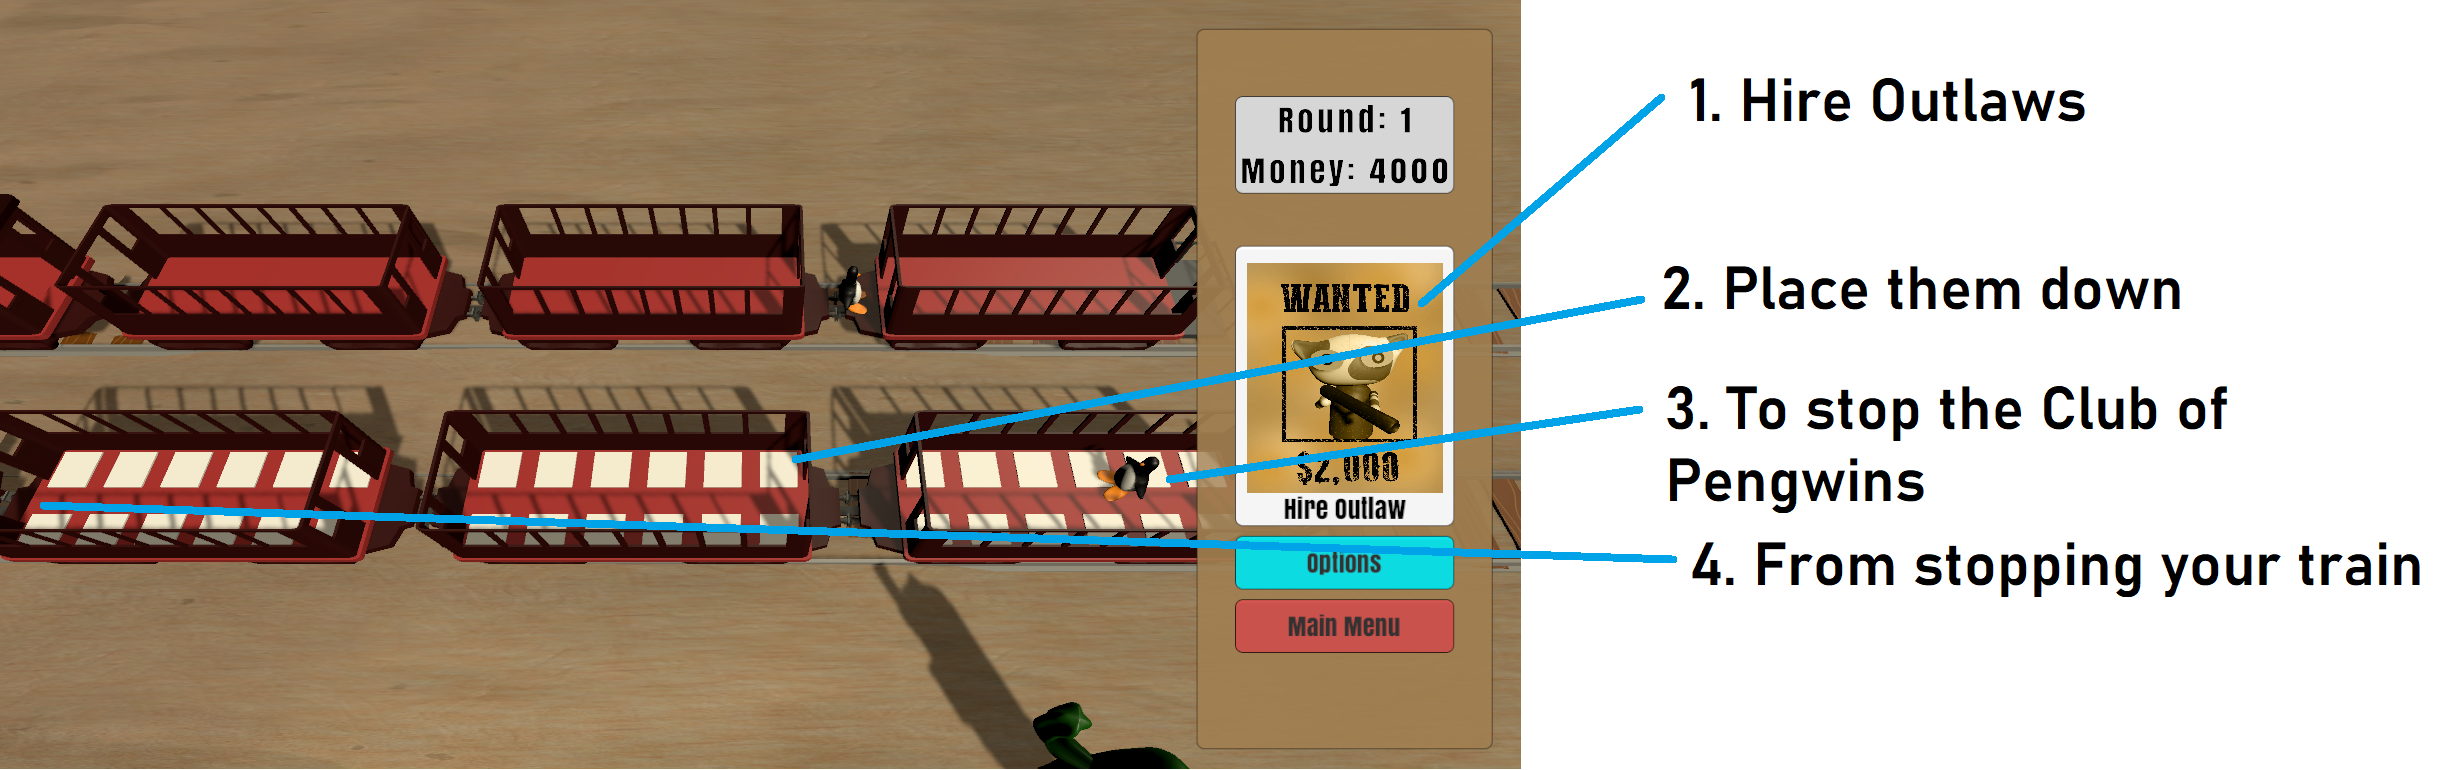 Round: 1
Money: 4000
WANTED
$2,000
Hire Outlaw
Options
Main Menu
1. Hire Outlaws
2. Place them down
3. To stop the Club of
Pengwins
4. From stopping your train